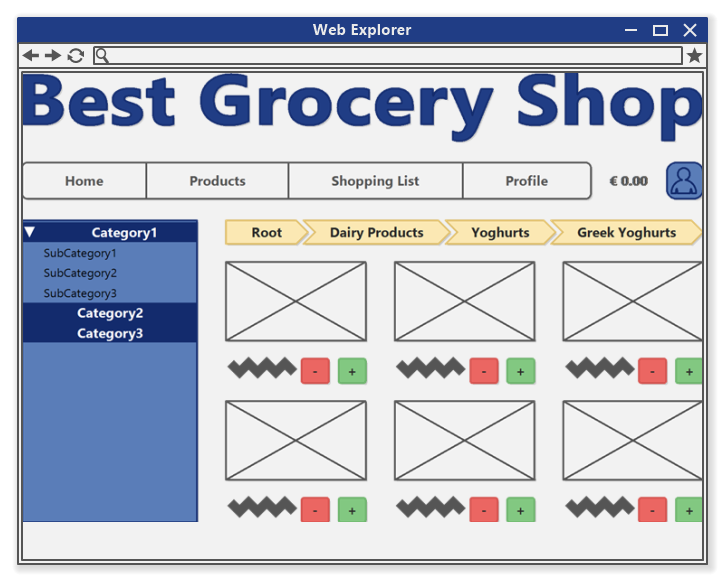 Web Explorer
Best Grocery Shop
Home Products Shopping List Profile € 0.00
Category1
SubCategory1
SubCategory2
SubCategory3
Category2
Category3
Root Dairy Products Yoghurts Greek Yoghurts
- + - + - +
- + - + - +